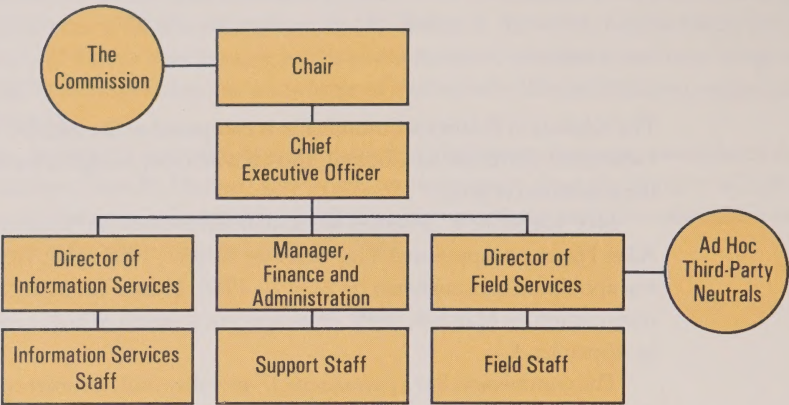 The
Commission
Chair
Chief
Executive Officer
Director of
Information Services
Manager,
Finance and
Administration
Director of
Field Services
Ad Hoc
Third-Party
Neutrals
Information Services
Staff
Support Staff
Field Staff